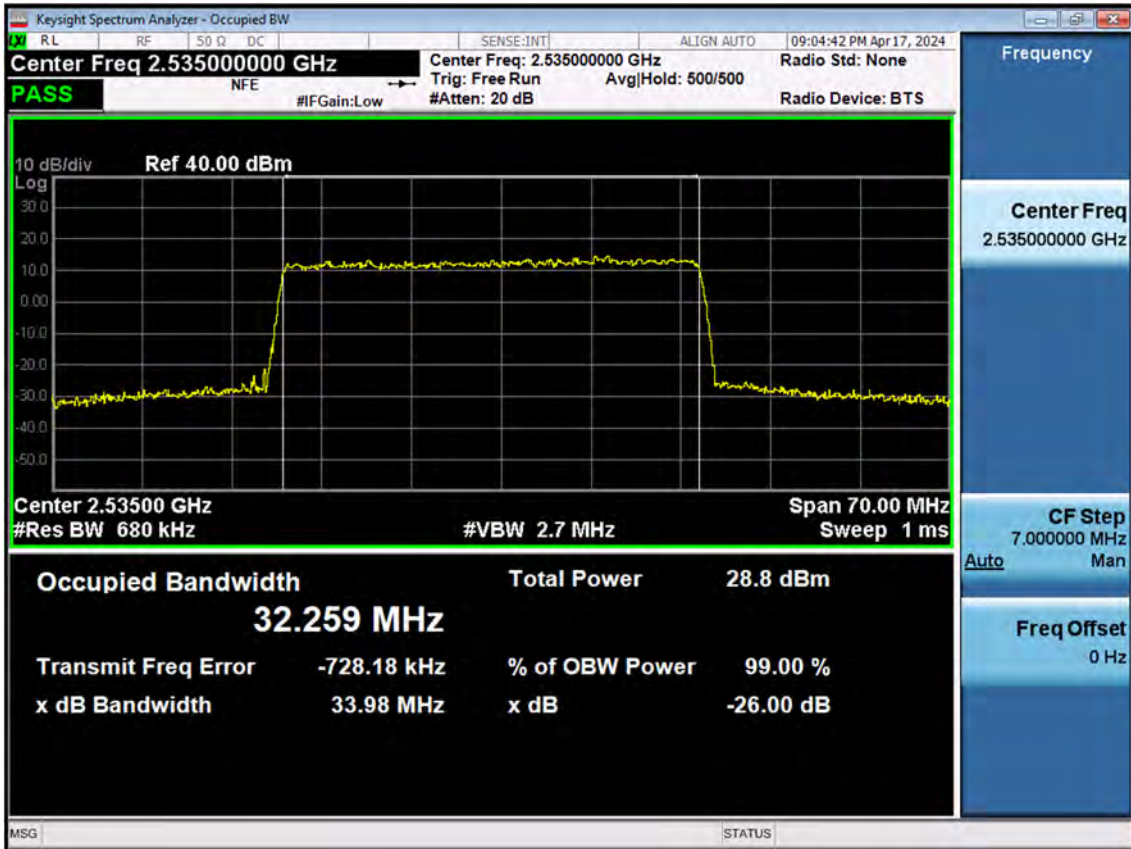 Keysight Spectrum Analyzer - Occupied BW
LXI RL RF 50 Ω DC SENSE:INT ALIGN AUTO 09:04:42 PM Apr 17, 2024
Center Freq 2.535000000 GHz Center Freq: 2.535000000 GHz Radio Std: None
NFE Trig: Free Run Avg|Hold: 500/500
PASS #IFGain:Low #Atten: 20 dB Radio Device: BTS
10 dB/div Ref 40.00 dBm
Log
30.0
20.0
10.0
0.00
-10.0
-20.0
-30.0
-40.0
-50.0
Center 2.53500 GHz Span 70.00 MHz
#Res BW 680 kHz #VBW 2.7 MHz Sweep 1 ms
Occupied Bandwidth Total Power 28.8 dBm
32.259 MHz
Transmit Freq Error -728.18 kHz % of OBW Power 99.00 %
x dB Bandwidth 33.98 MHz x dB -26.00 dB
MSG STATUS
Frequency
Center Freq
2.535000000 GHz
CF Step
7.000000 MHz
Auto Man
Freq Offset
0 Hz